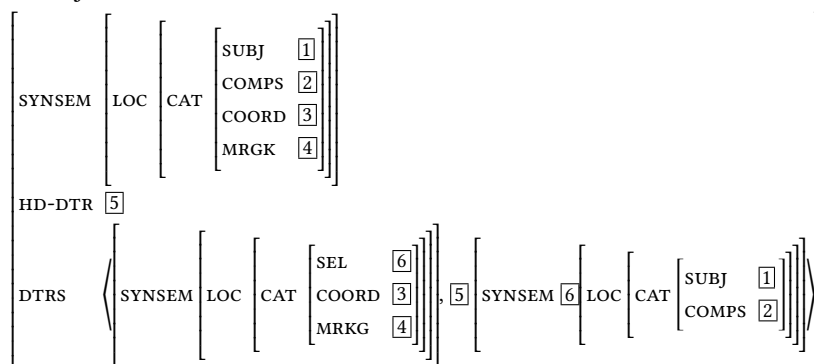 SUBJ 1
COMPS 2
SYNSEM LOC CAT COORD 3
MRGK 4
HD-DTR 5
SEL 6 SUBJ 1
DTRS ⟨ SYNSEM LOC CAT COORD 3 , 5 SYNSEM 6 LOC CAT COMPS 2 ⟩
MRKG 4